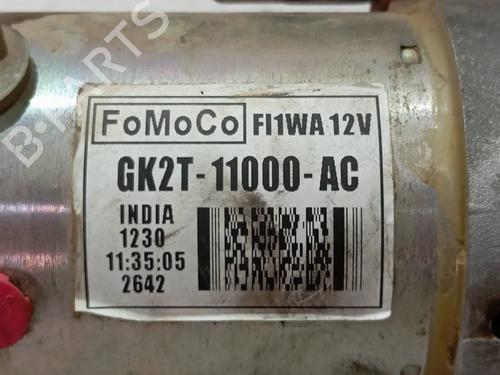 B-PARTS
FoMoCo FI1WA 12V
GK2T-11000-AC
INDIA
1230
11:35:05
2642